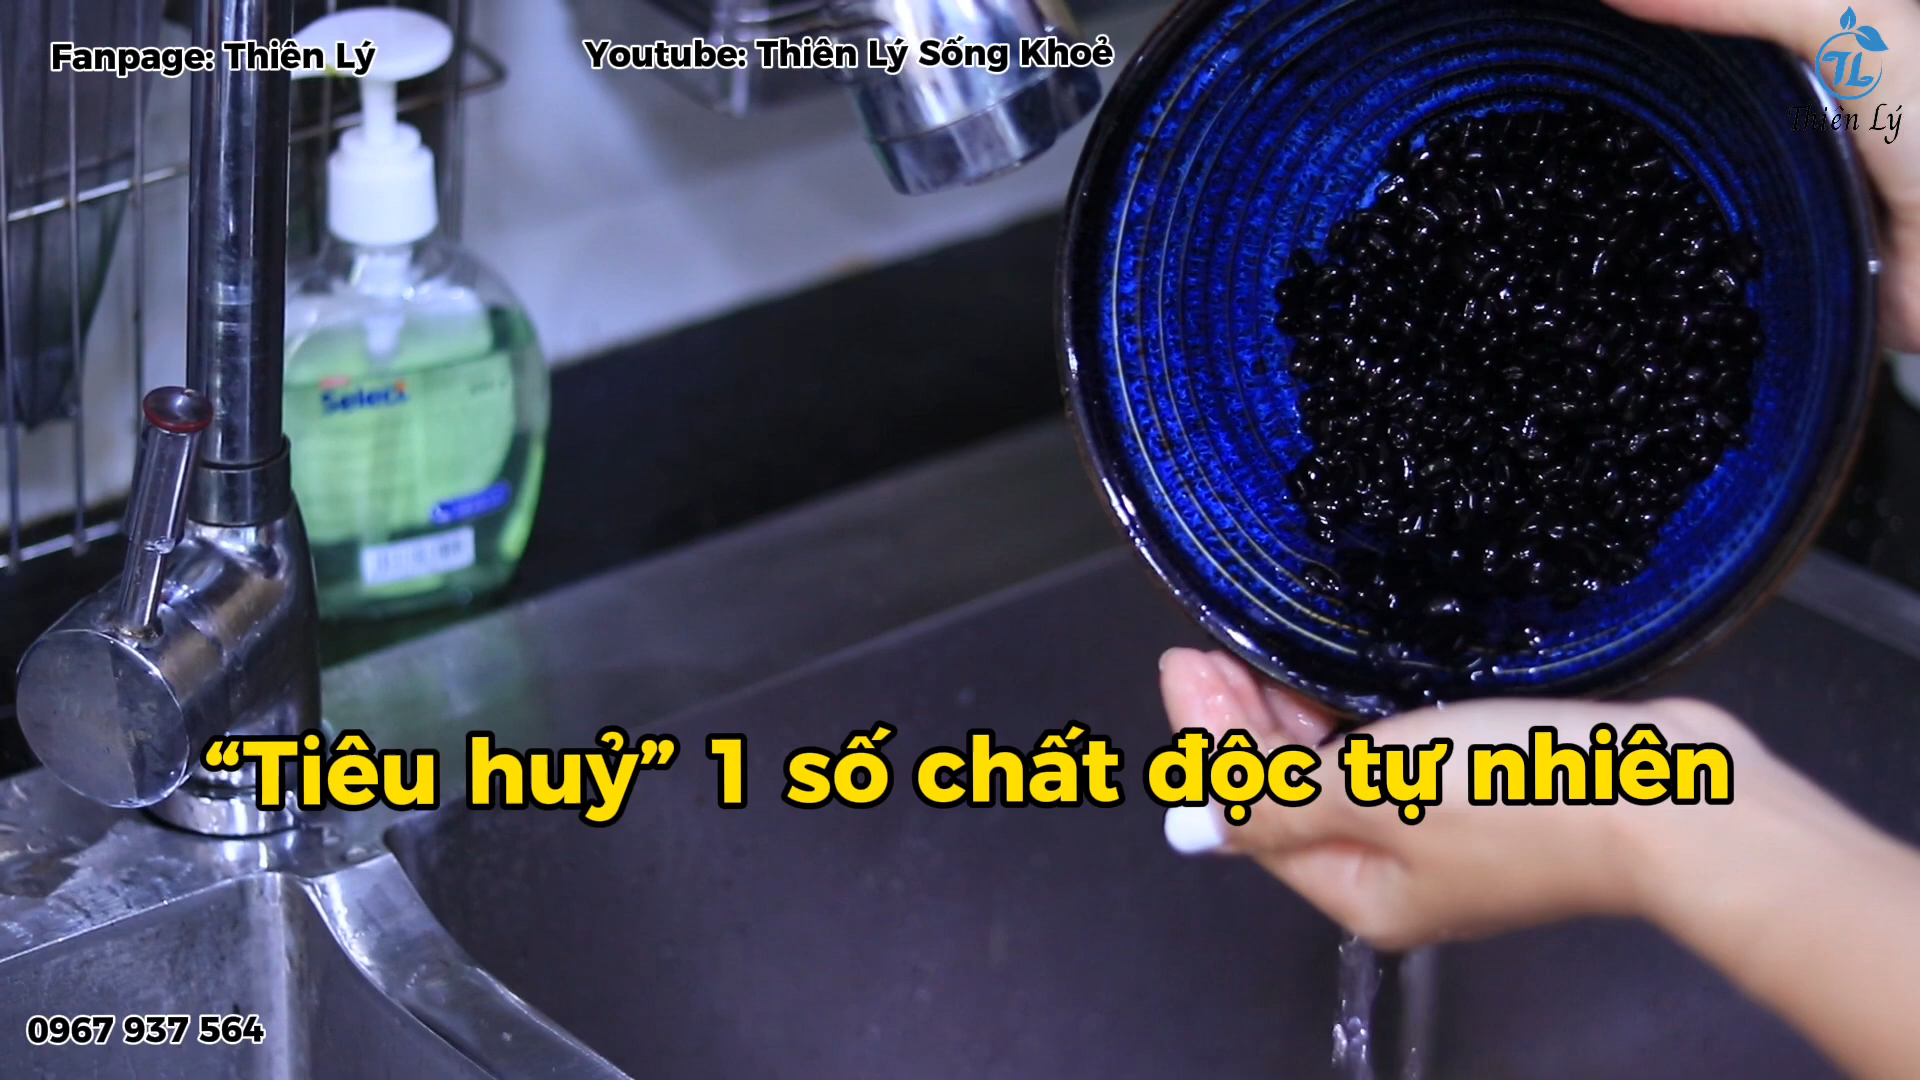 Fanpage: Thiên Lý
Youtube: Thiên Lý Sống Khoẻ
TL
Thiên Lý
Select
“Tiêu huỷ” 1 số chất độc tự nhiên
0967 937 564